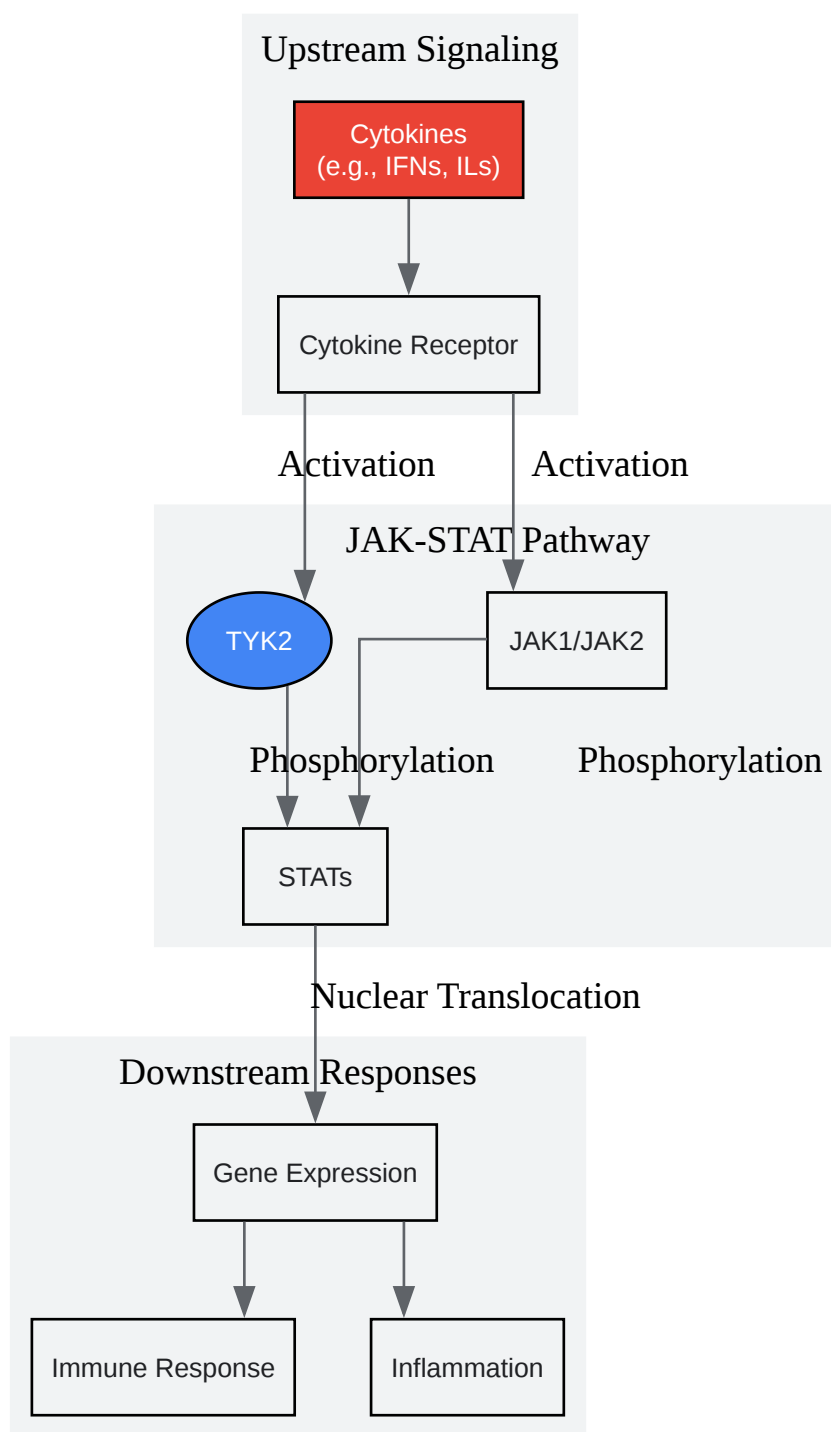 Upstream Signaling
Cytokines
(e.g., IFNs, ILs)
Cytokine Receptor
Activation
Activation
JAK-STAT Pathway
TYK2
JAK1/JAK2
Phosphorylation
Phosphorylation
STATs
Nuclear Translocation
Downstream Responses
Gene Expression
Immune Response
Inflammation